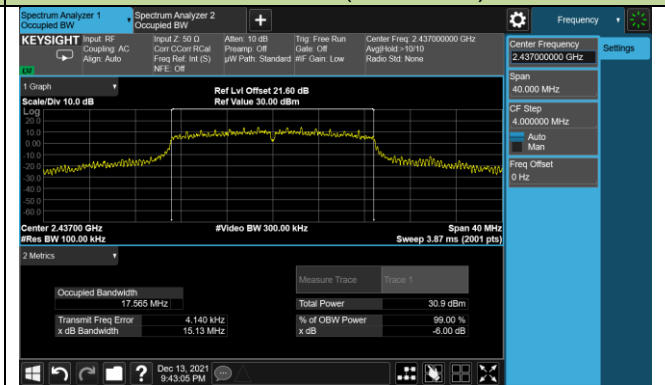 Spectrum Analyzer 1
Occupied BW
Spectrum Analyzer 2
Occupied BW
+
Frequency
KEYSIGHT
Input: RF
Coupling: AC
Align: Auto
Input Z: 50 Ω
Corr CCorr RCal
Freq Ref: Int (S)
NFE: Off
Atten: 10 dB
Preamp: Off
µW Path: Standard
Trig: Free Run
Gate: Off
#IF Gain: Low
Center Freq: 2.437000000 GHz
Avg|Hold:>10/10
Radio Std: None
LW
Center Frequency
2.437000000 GHz
Settings
Span
40.000 MHz
CF Step
4.000000 MHz
Auto
Man
Freq Offset
0 Hz
1 Graph
Scale/Div 10.0 dB
Ref Lvl Offset 21.60 dB
Ref Value 30.00 dBm
Log
20.0
10.0
0.00
-10.0
-20.0
-30.0
-40.0
-50.0
-60.0
Center 2.43700 GHz
#Video BW 300.00 kHz
Span 40 MHz
#Res BW 100.00 kHz
Sweep 3.87 ms (2001 pts)
2 Metrics
Measure Trace
Trace 1
Occupied Bandwidth
17.565 MHz
Total Power
30.9 dBm
Transmit Freq Error
4.140 kHz
% of OBW Power
99.00 %
x dB Bandwidth
15.13 MHz
x dB
-6.00 dB
?
Dec 13, 2021
9:43:05 PM